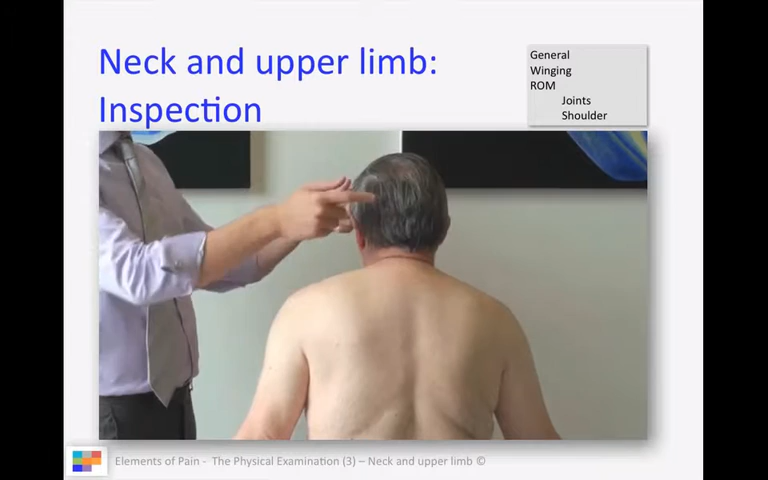 Neck and upper limb:
Inspection
General
Winging
ROM
Joints
Shoulder
Elements of Pain - The Physical Examination (3) – Neck and upper limb ©